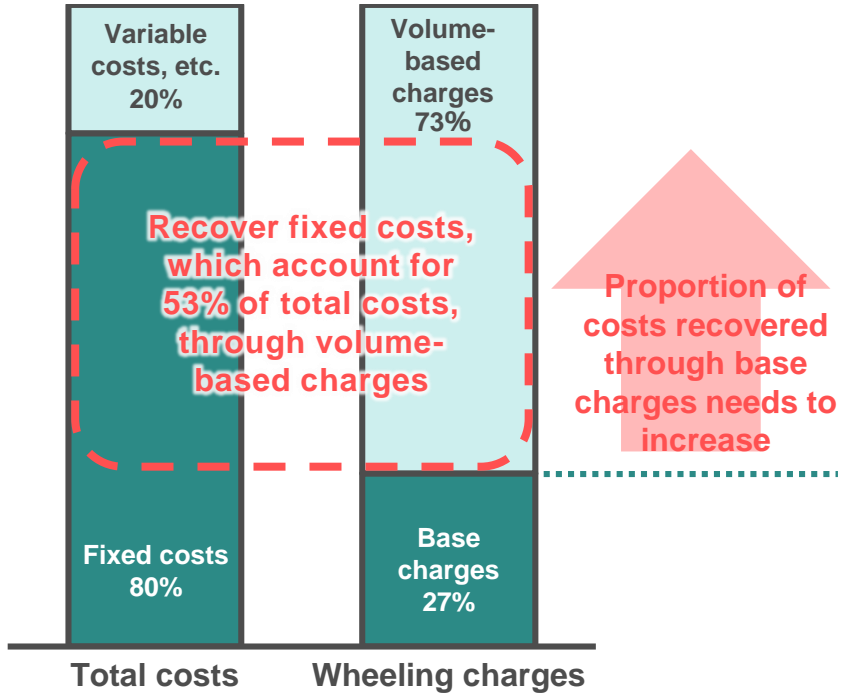 Variable
costs, etc.
20%
Volume-
based
charges
73%
Recover fixed costs,
which account for
53% of total costs,
through volume-
based charges
Proportion of
costs recovered
through base
charges needs to
increase
Fixed costs
80%
Base
charges
27%
Total costs
Wheeling charges